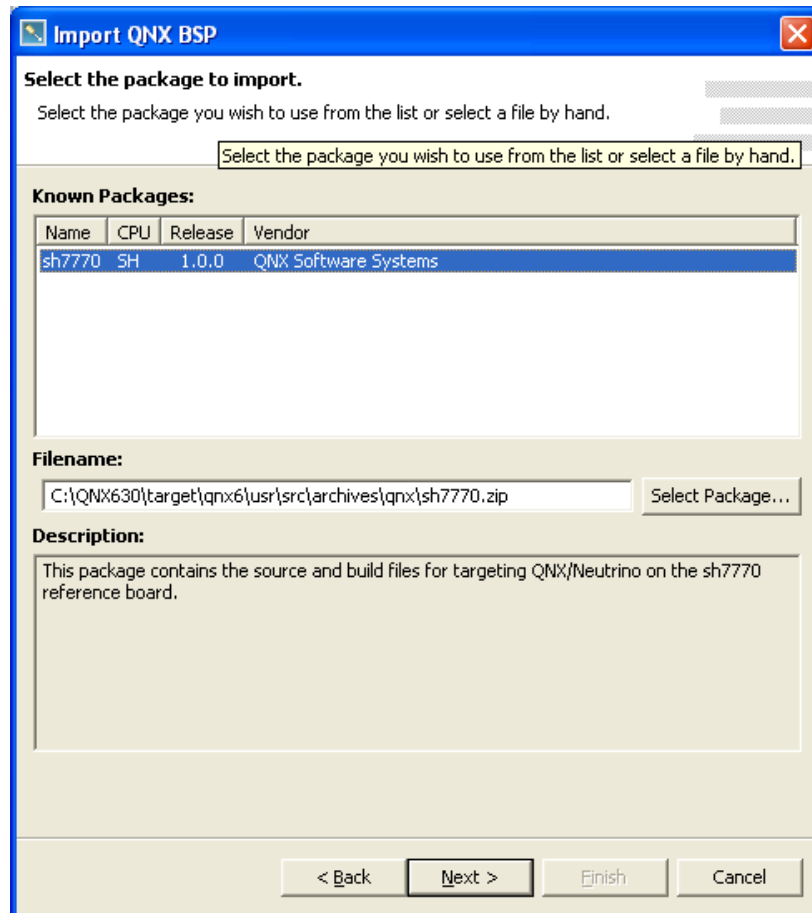 Import QNX BSP
Select the package to import.
Select the package you wish to use from the list or select a file by hand.
Select the package you wish to use from the list or select a file by hand.
Known Packages:
Name CPU Release Vendor
sh7770 SH 1.0.0 QNX Software Systems
Filename:
C:\QNX630\target\qnx6\usr\src\archives\qnx\sh7770.zip Select Package...
Description:
This package contains the source and build files for targeting QNX/Neutrino on the sh7770
reference board.
< Back Next > Finish Cancel